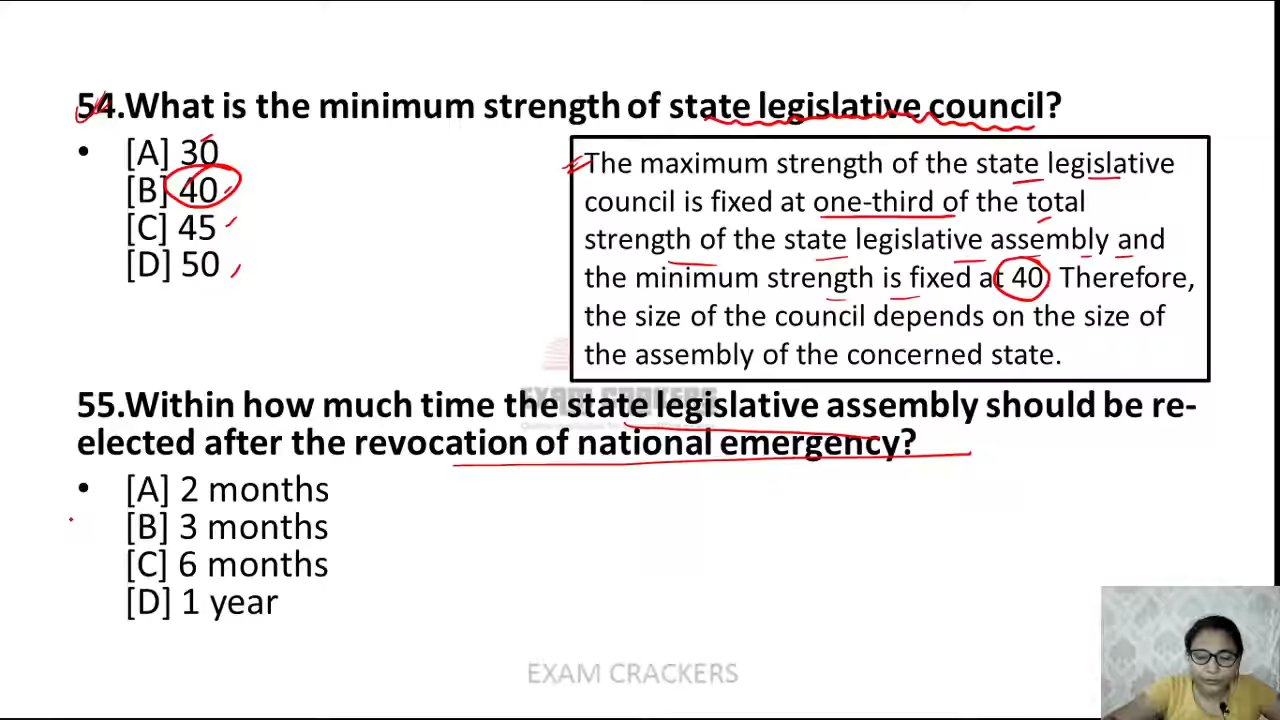 54.What is the minimum strength of state legislative council?
• [A] 30
[B] 40
[C] 45
[D] 50
The maximum strength of the state legislative
council is fixed at one-third of the total
strength of the state legislative assembly and
the minimum strength is fixed at 40 Therefore,
the size of the council depends on the size of
the assembly of the concerned state.
EXAM CRACKERS
55.Within how much time the state legislative assembly should be re-
elected after the revocation of national emergency?
• [A] 2 months
[B] 3 months
[C] 6 months
[D] 1 year
EXAM CRACKERS